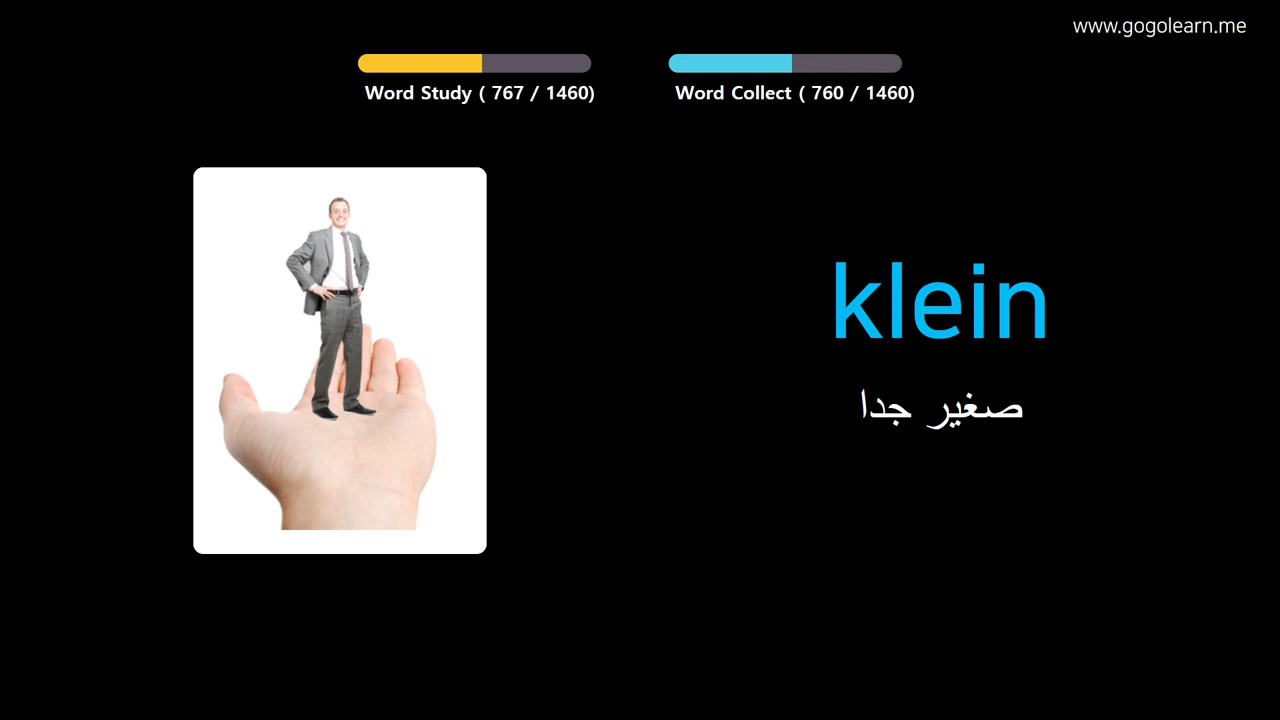 www.gogolearn.me
Word Study ( 767 / 1460)
Word Collect ( 760 / 1460)
klein
صغير جدا